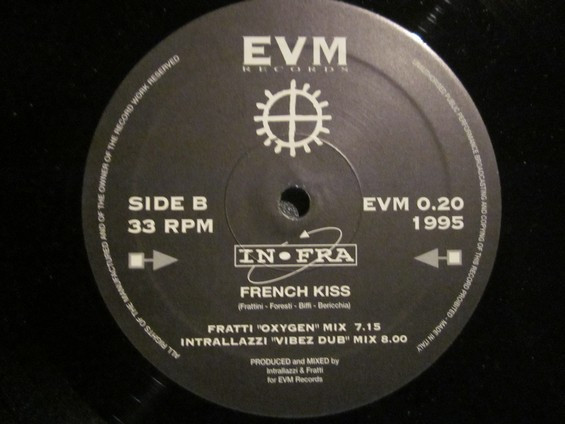 EVM
RECORDS
SIDE B
33 RPM
EVM 0.20
1995
IN•FRA
FRENCH KISS
(Frattini - Foresti - Biffi - Bericchia)
FRATTI "OXYGEN" MIX 7.15
INTRALLAZZI "VIBEZ DUB" MIX 8.00
PRODUCED and MIXED by
Intrallazzi & Fratti
for EVM Records
ALL RIGHTS OF THE MANUFACTURED AND OF THE OWNER OF THE RECORD WORK RESERVED
UNAUTHORISED PUBLIC PERFORMANCE BROADCASTING AND COPYING OF THIS RECORD PROHIBITED - MADE IN ITALY